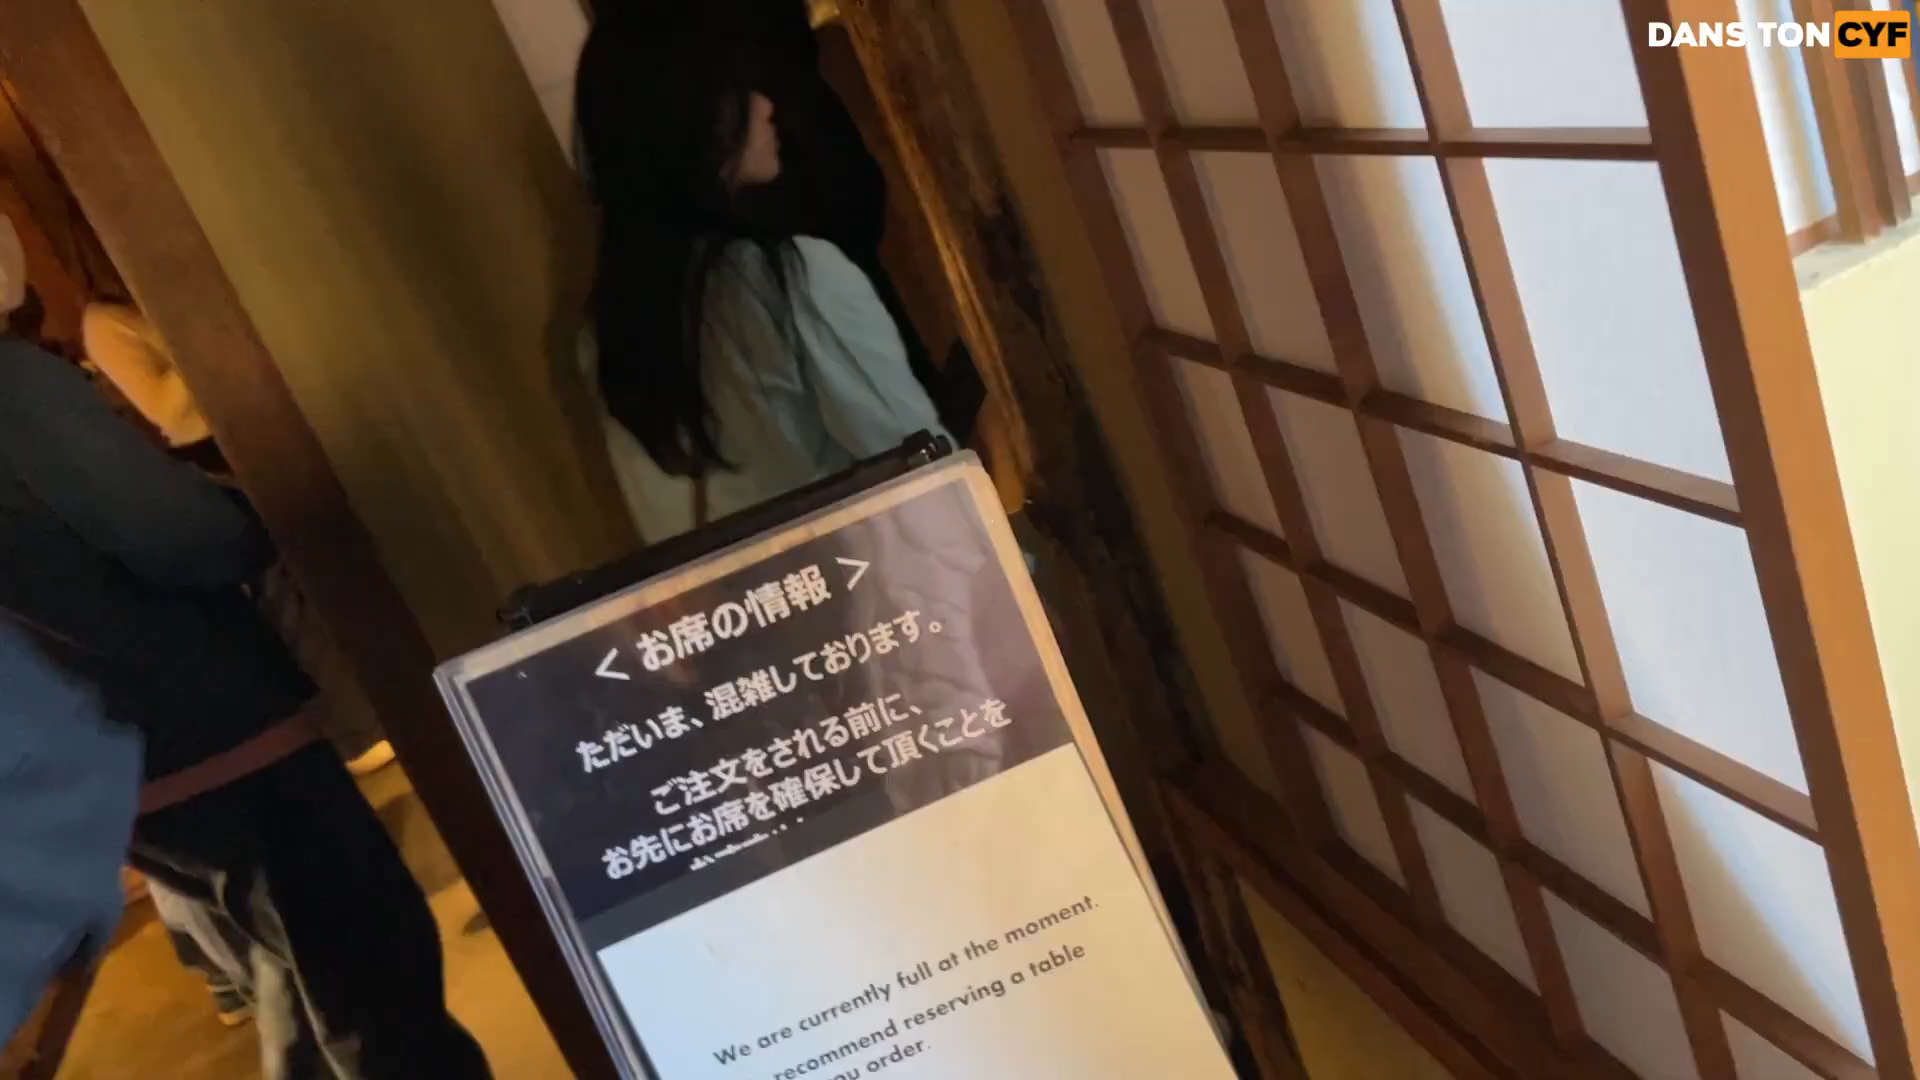 DANS TON CYF
< お席の情報 >
ただいま、混雑しております。
ご注文をされる前に、
お先にお席を確保して頂くことを
We are currently full at the moment.
recommend reserving a table
order.